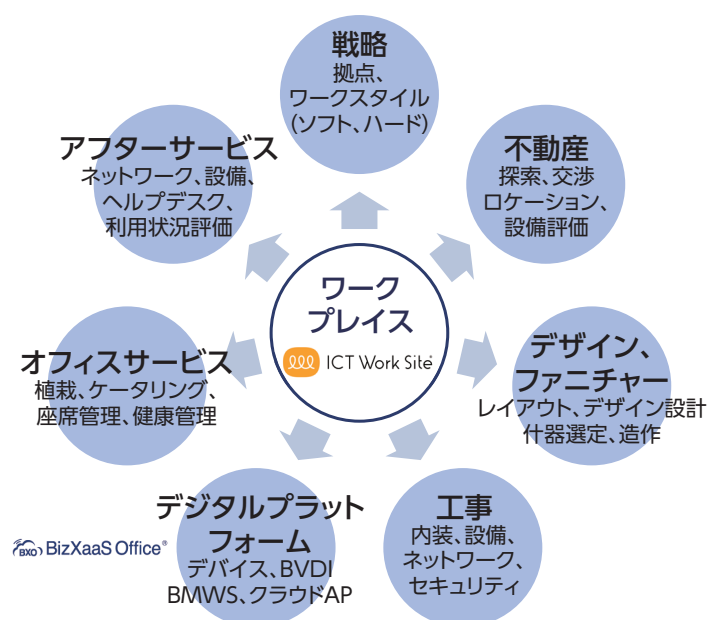 戦略
拠点、
ワークスタイル
(ソフト、ハード)
不動産
探索、交渉
ロケーション、
設備評価
デザイン、
ファニチャー
レイアウト、デザイン設計
什器選定、造作
工事
内装、設備、
ネットワーク、
セキュリティ
デジタルプラット
フォーム
デバイス、BVDI
BMWS、クラウドAP
BXO BizXaaS Office®
オフィスサービス
植栽、ケータリング、
座席管理、健康管理
アフターサービス
ネットワーク、設備、
ヘルプデスク、
利用状況評価
ワーク
プレイス
ICT Work Site